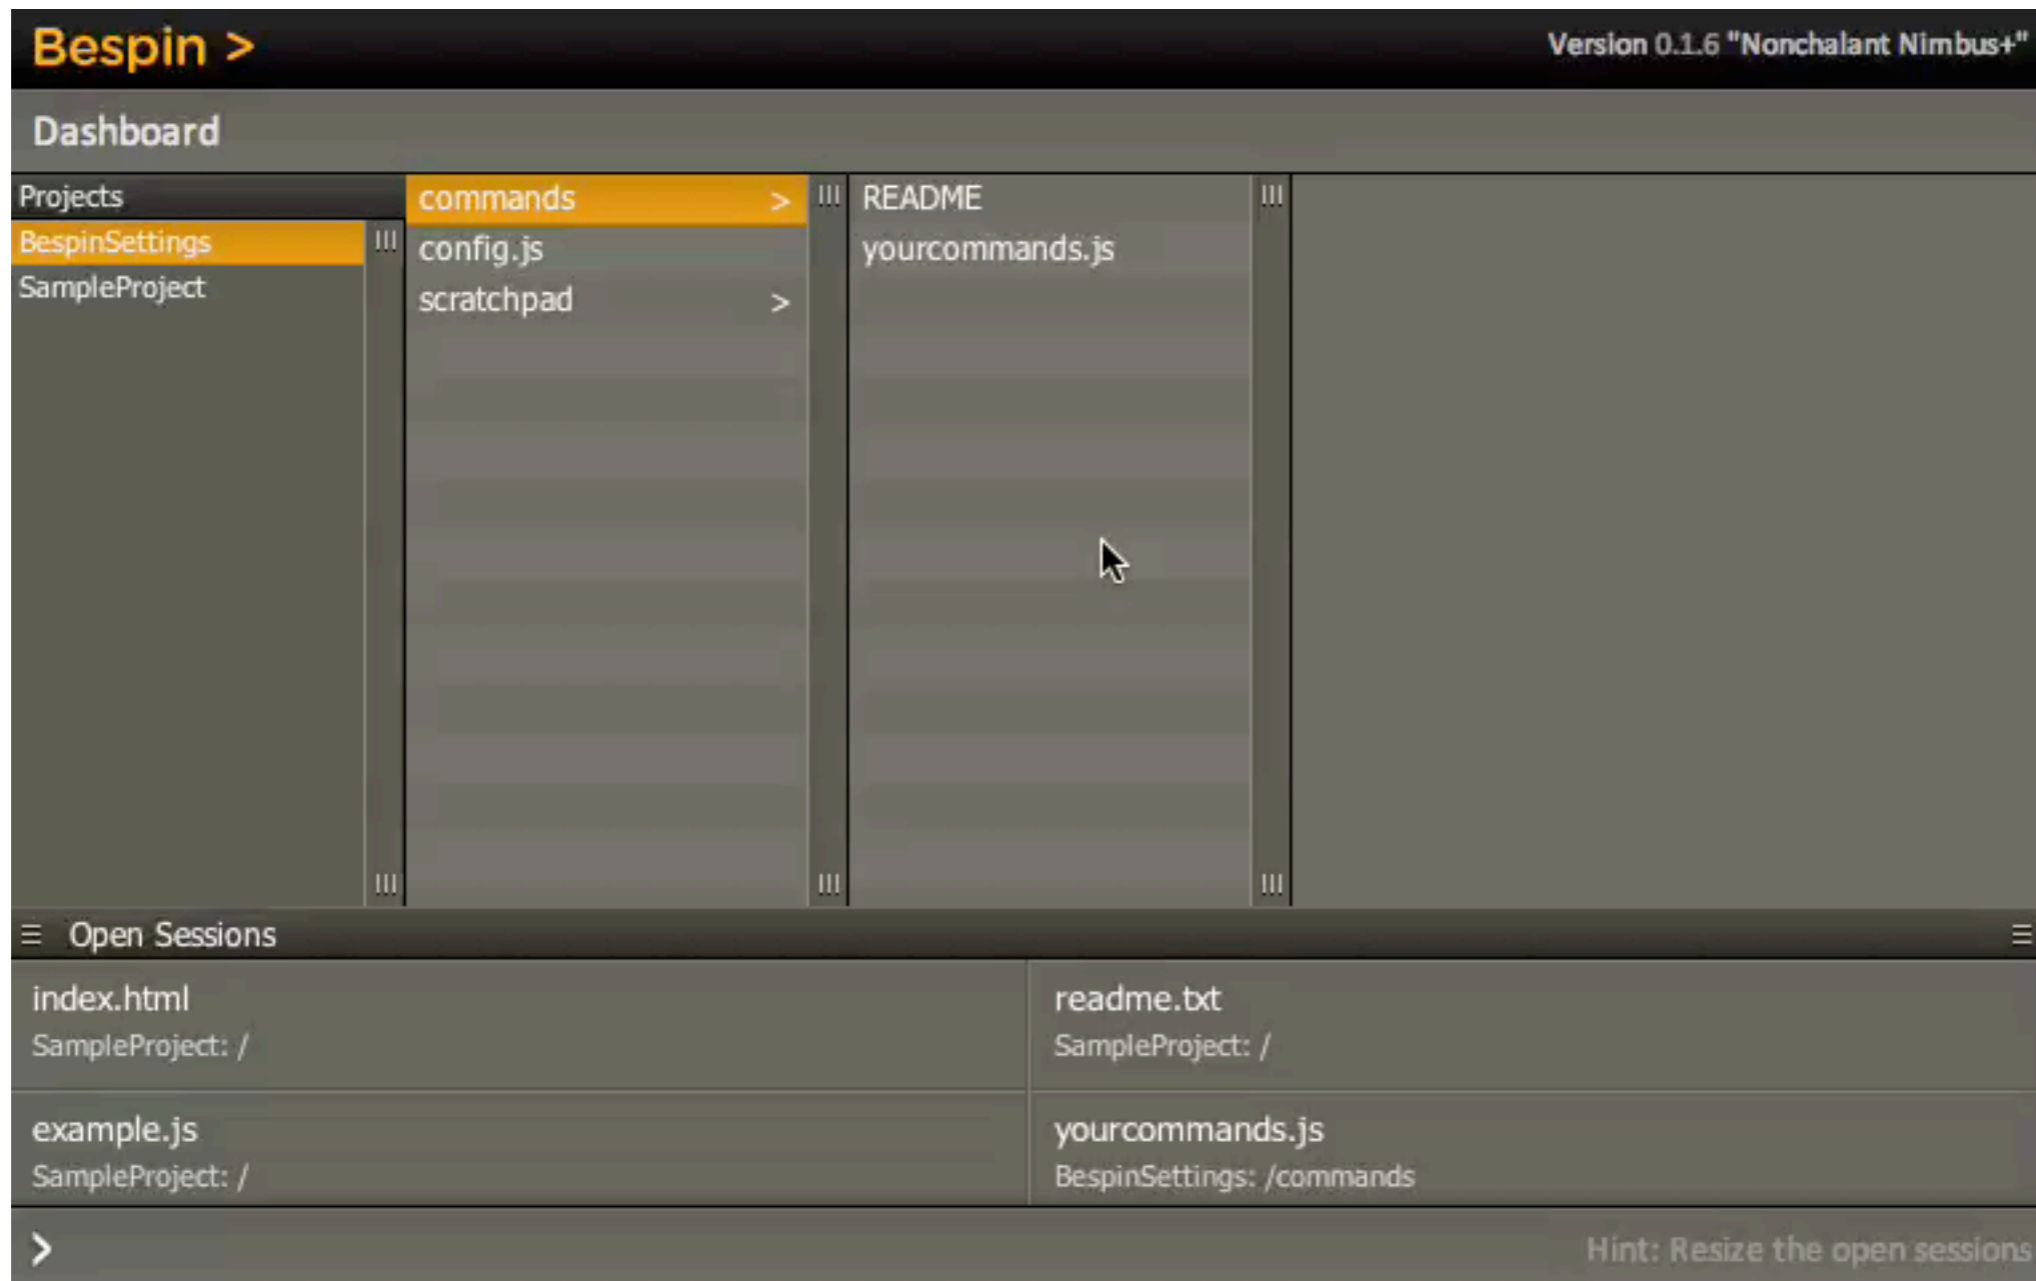 Bespin >
Version 0.1.6 "Nonchalant Nimbus+"
Dashboard
Projects
BespinSettings
SampleProject
commands >
config.js
scratchpad >
README
yourcommands.js
Open Sessions
index.html
SampleProject: /
readme.txt
SampleProject: /
example.js
SampleProject: /
yourcommands.js
BespinSettings: /commands
>
Hint: Resize the open sessions